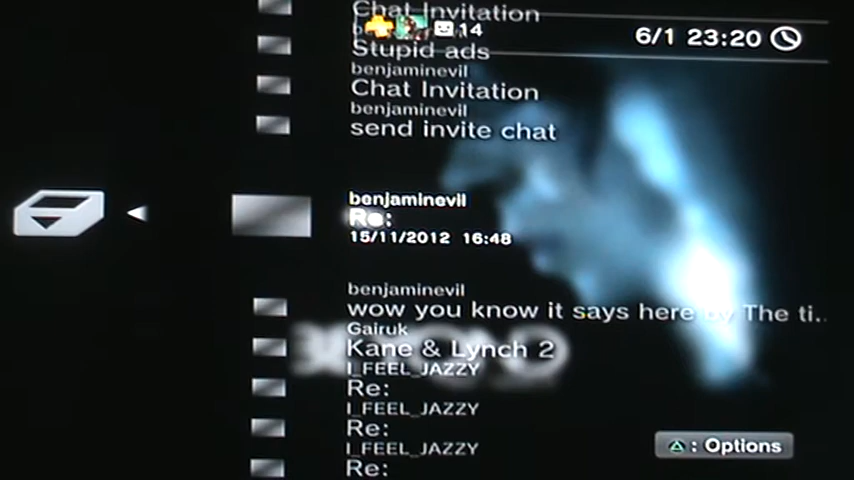 Chat Invitation
14
6/1 23:20
Stupid ads
benjaminevil
Chat Invitation
benjaminevil
send invite chat
benjaminevil
Re:
15/11/2012 16:48
benjaminevil
wow you know it says here by The ti..
Gairuk
Kane & Lynch 2
I_FEEL_JAZZY
Re:
I_FEEL_JAZZY
Re:
I_FEEL_JAZZY
Re:
: Options